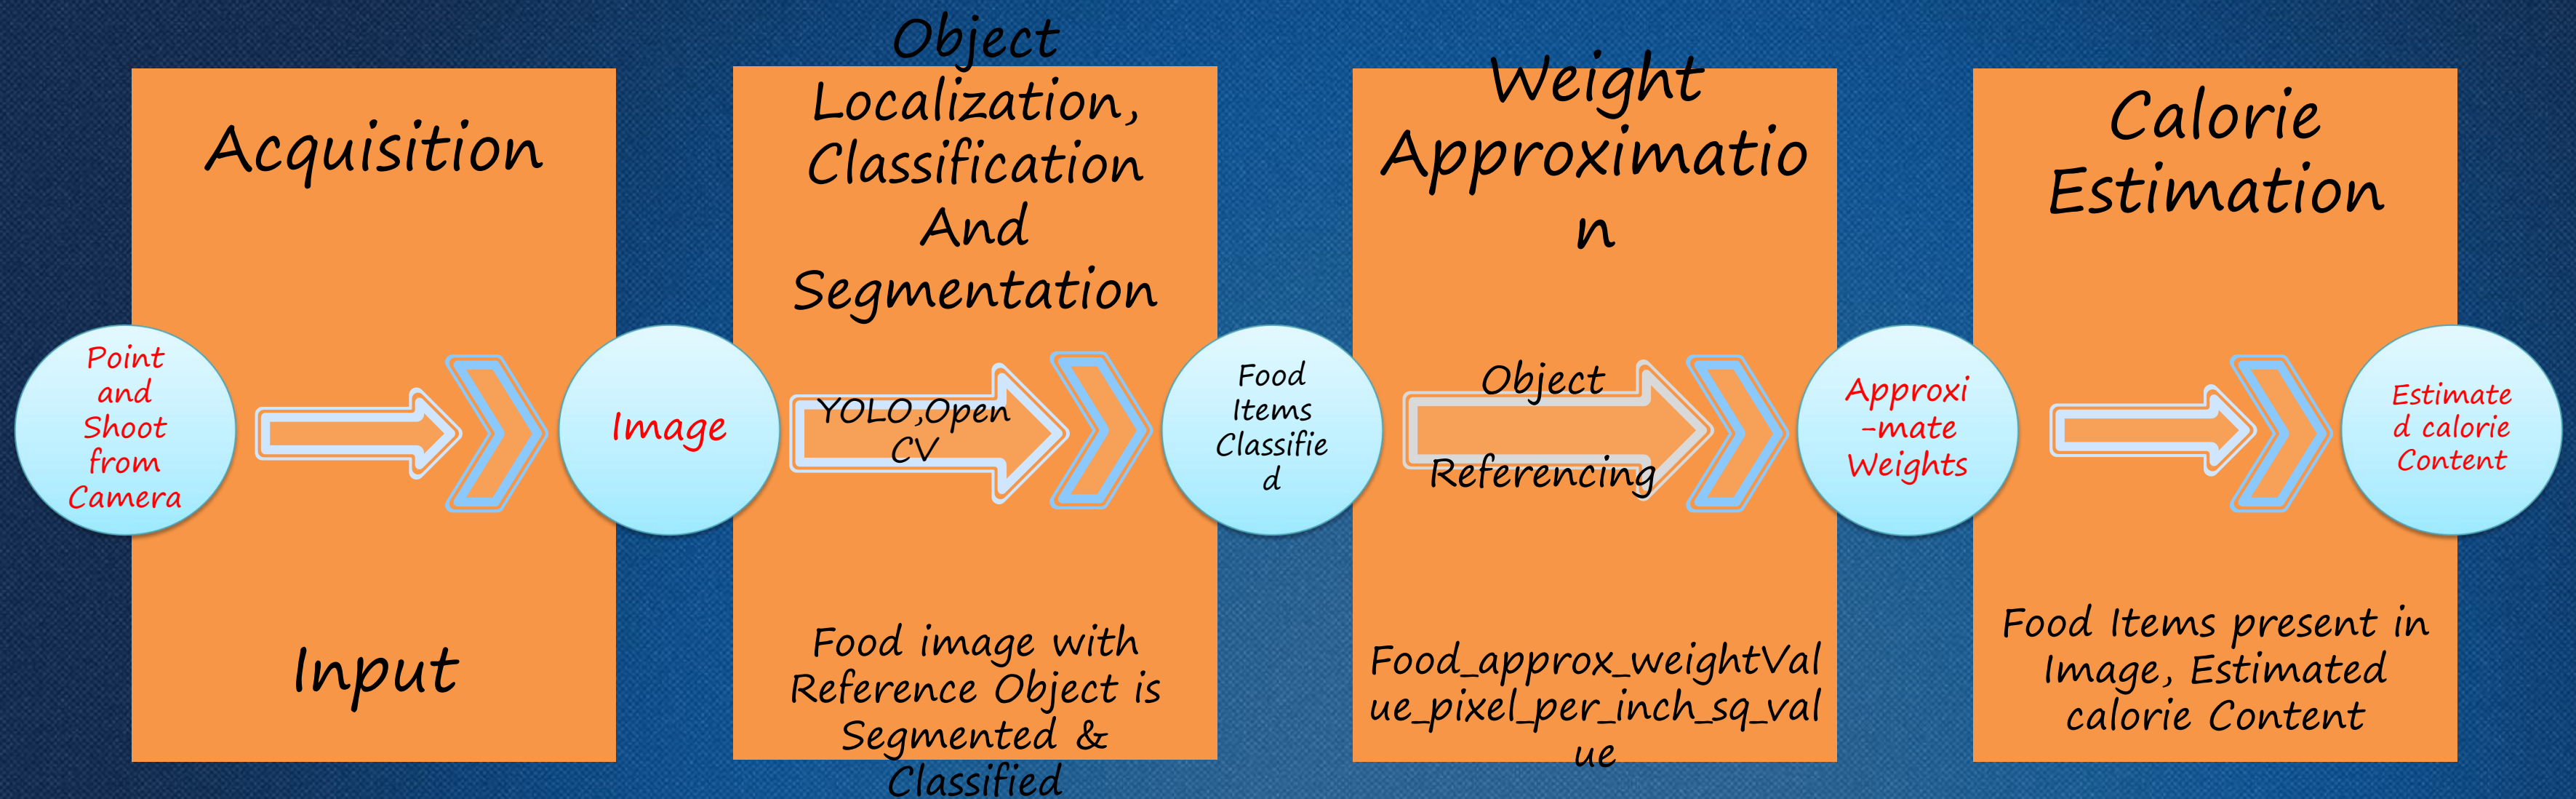 Acquisition
Point
and
Shoot
from
Camera
Input
Image
Object
Localization,
Classification
And
Segmentation
YOLO,Open
CV
Food image with
Reference Object is
Segmented &
Classified
Food
Items
Classifie
d
Weight
Approximatio
n
Object
Referencing
Food_approx_weightVal
ue_pixel_per_inch_sq_val
ue
Approxi
-mate
Weights
Calorie
Estimation
Food Items present in
Image, Estimated
calorie Content
Estimate
d calorie
Content